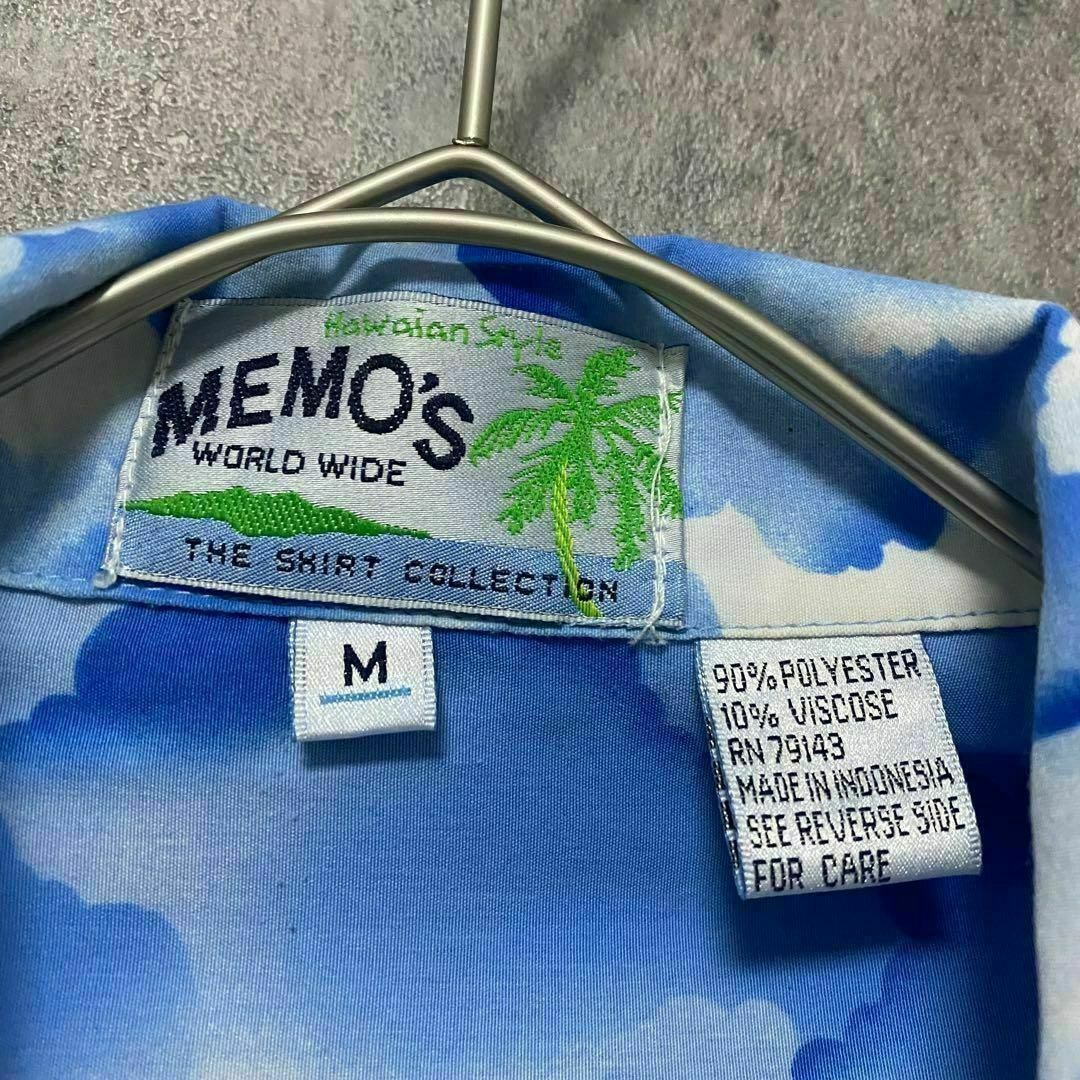 Hawaiian Style
MEMO'S
WORLD WIDE
THE SHIRT COLLECTION
M
90% POLYESTER
10% VISCOSE
RN 79143
MADE IN INDONESIA
SEE REVERSE SIDE
FOR CARE